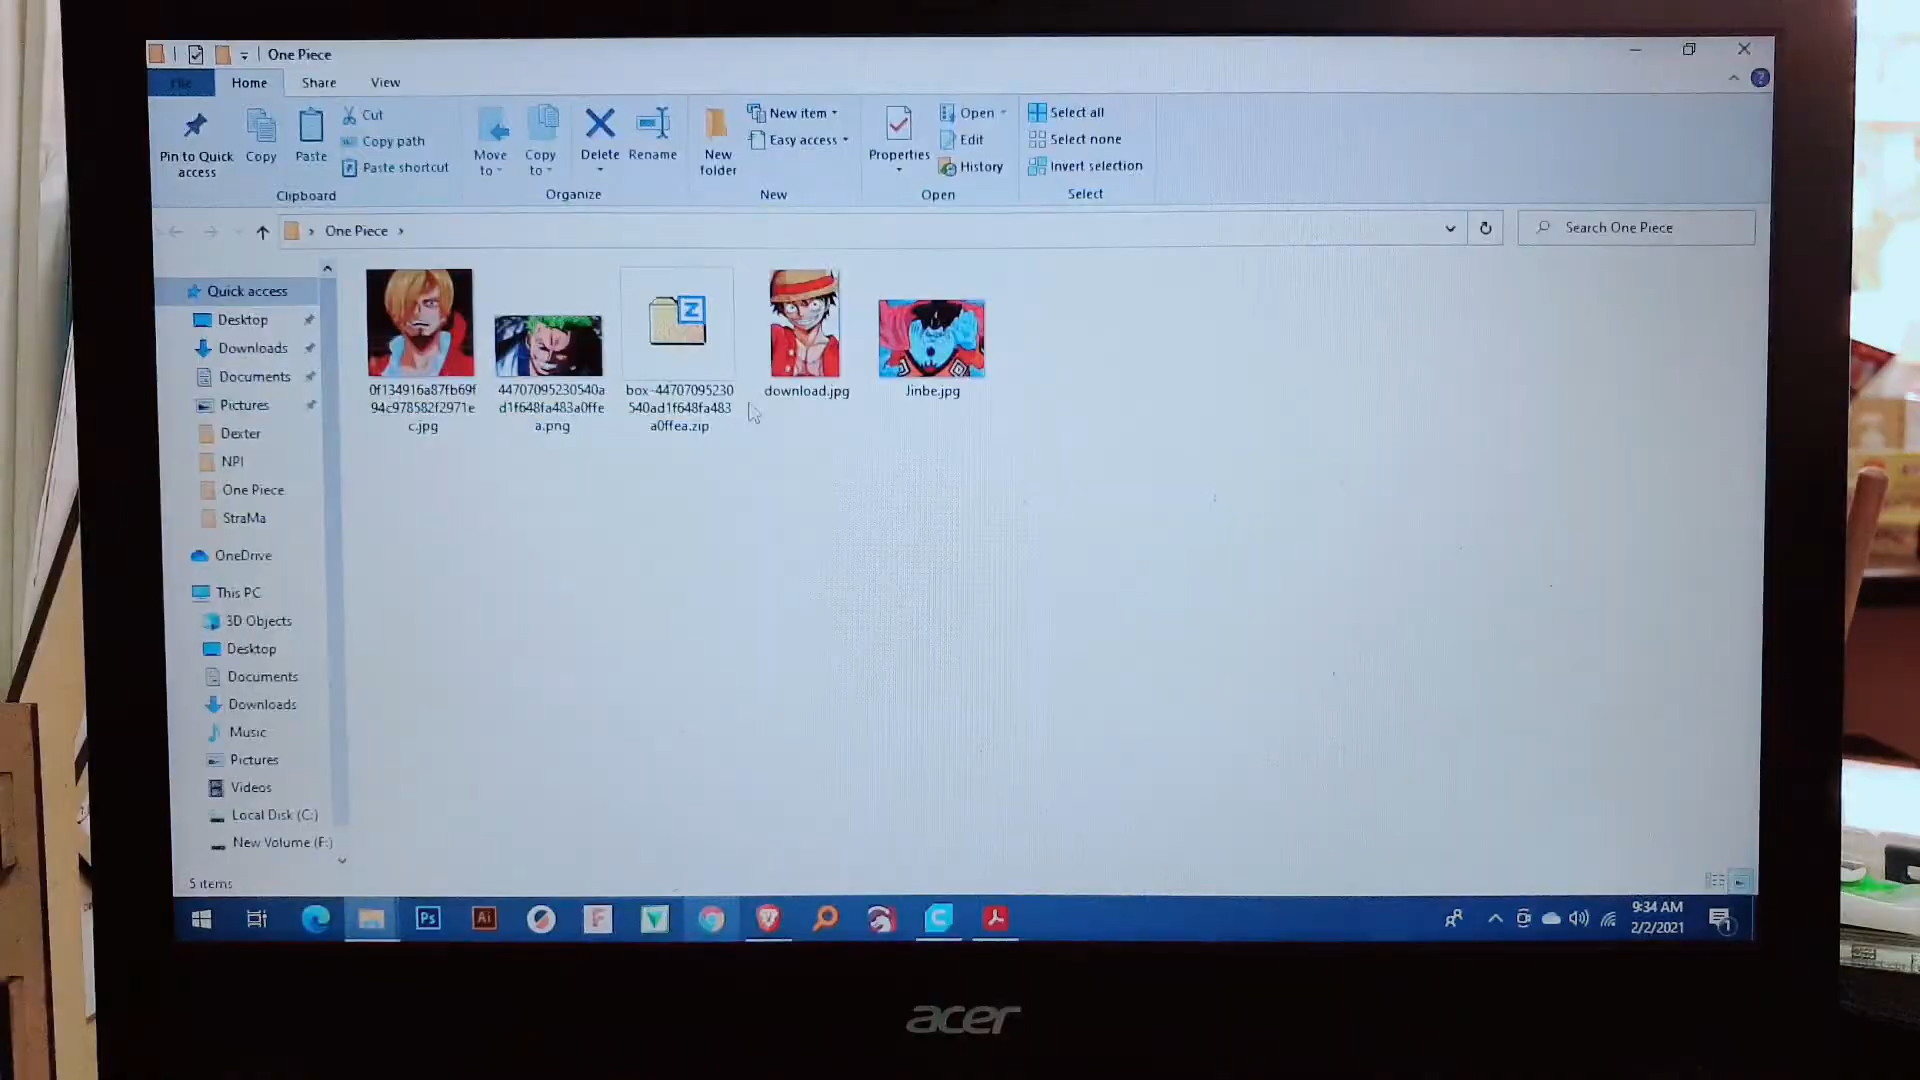 One Piece
File
Home
Share
View
Pin to Quick
access
Copy
Paste
Cut
Copy path
Paste shortcut
Clipboard
Move
to
Copy
to
Delete
Rename
Organize
New
folder
New item
Easy access
New
Properties
Open
Edit
History
Open
Select all
Select none
Invert selection
Select
One Piece
Search One Piece
Quick access
Desktop
Downloads
Documents
Pictures
Dexter
NPI
One Piece
StraMa
OneDrive
This PC
3D Objects
Desktop
Documents
Downloads
Music
Pictures
Videos
Local Disk (C:)
New Volume (F:)
0f134916a87fb69f
94c978582f2971e
c.jpg
44707095230540a
d1f648fa483a0ffe
a.png
Z
box-44707095230
540ad1f648fa483
a0ffea.zip
download.jpg
Jinbe.jpg
5 items
Ps
Ai
F
C
9:34 AM
2/2/2021
1
acer